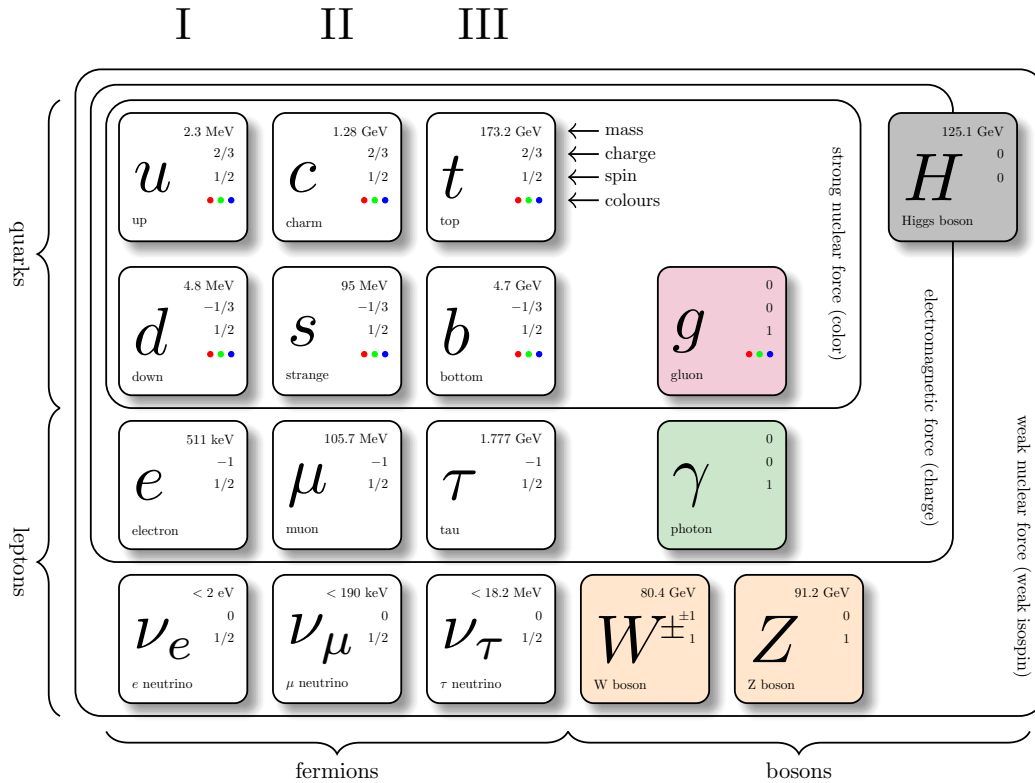 I II III
2.3 MeV
2/3
1/2
u
up
1.28 GeV
2/3
1/2
c
charm
173.2 GeV
2/3
1/2
t
top
mass
charge
spin
colours
125.1 GeV
0
0
H
Higgs boson
4.8 MeV
−1/3
1/2
d
down
95 MeV
−1/3
1/2
s
strange
4.7 GeV
−1/3
1/2
b
bottom
0
0
1
g
gluon
511 keV
−1
1/2
e
electron
105.7 MeV
−1
1/2
μ
muon
1.777 GeV
−1
1/2
τ
tau
0
0
1
γ
photon
< 2 eV
0
1/2
νe
e neutrino
< 190 keV
0
1/2
νμ
μ neutrino
< 18.2 MeV
0
1/2
ντ
τ neutrino
80.4 GeV
±1
1
W±
W boson
91.2 GeV
0
1
Z
Z boson
quarks
leptons
strong nuclear force (color)
electromagnetic force (charge)
weak nuclear force (weak isospin)
fermions
bosons